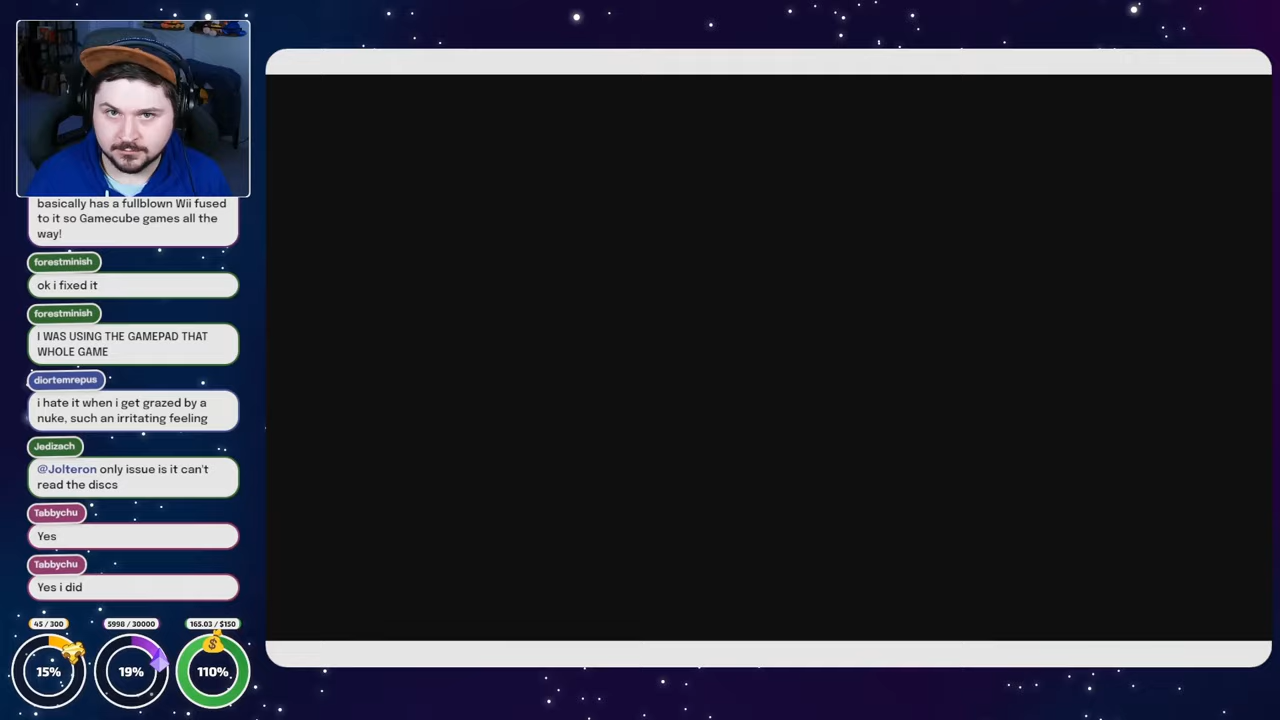 basically has a fullblown Wii fused
to it so Gamecube games all the
way!
forestminish
ok i fixed it
forestminish
I WAS USING THE GAMEPAD THAT
WHOLE GAME
diortemrepus
i hate it when i get grazed by a
nuke, such an irritating feeling
Jedizach
@Jolteron only issue is it can't
read the discs
Tabbychu
Yes
Tabbychu
Yes i did
45 / 300
5998 / 30000
165.03 / $150
15%
19%
110%